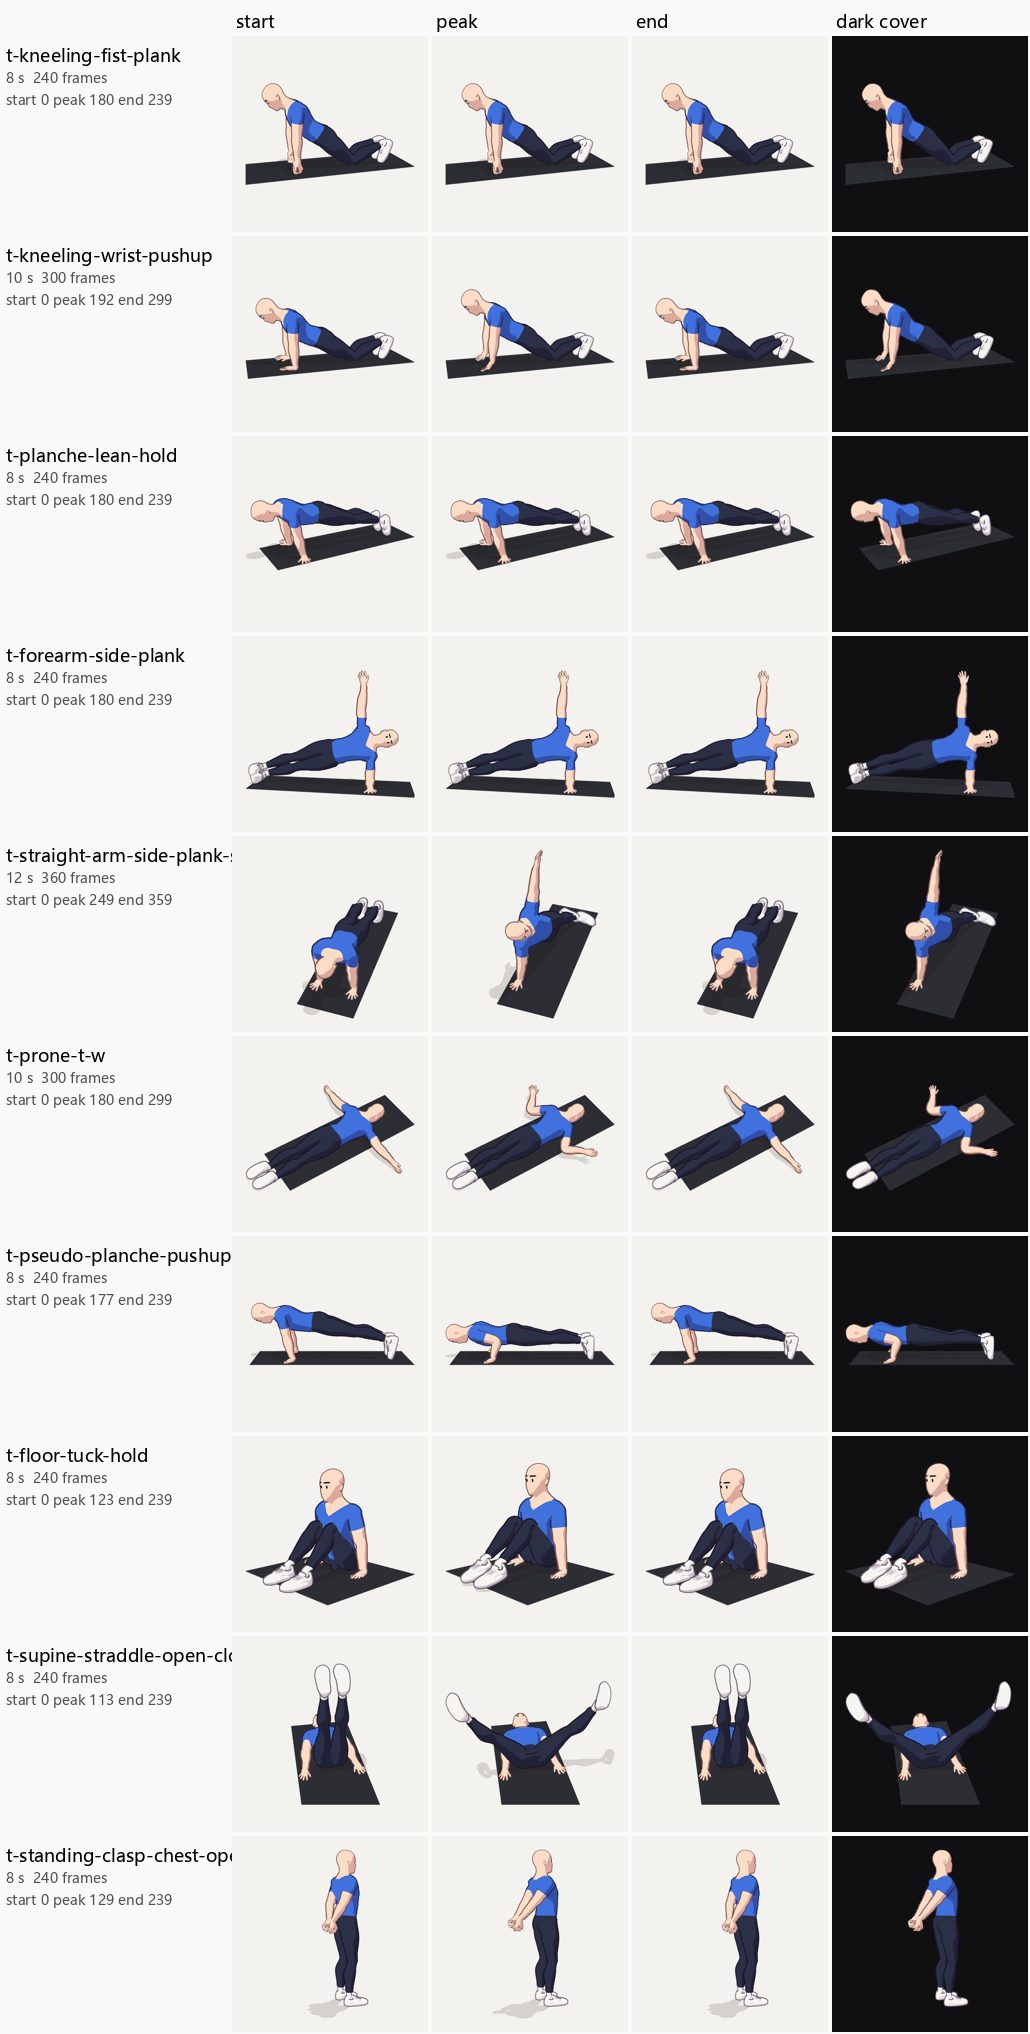 start peak end dark cover
t-kneeling-fist-plank
8 s 240 frames
start 0 peak 180 end 239
t-kneeling-wrist-pushup
10 s 300 frames
start 0 peak 192 end 299
t-planche-lean-hold
8 s 240 frames
start 0 peak 180 end 239
t-forearm-side-plank
8 s 240 frames
start 0 peak 180 end 239
t-straight-arm-side-plank-
12 s 360 frames
start 0 peak 249 end 359
t-prone-t-w
10 s 300 frames
start 0 peak 180 end 299
t-pseudo-planche-pushup
8 s 240 frames
start 0 peak 177 end 239
t-floor-tuck-hold
8 s 240 frames
start 0 peak 123 end 239
t-supine-straddle-open-clo
8 s 240 frames
start 0 peak 113 end 239
t-standing-clasp-chest-ope
8 s 240 frames
start 0 peak 129 end 239